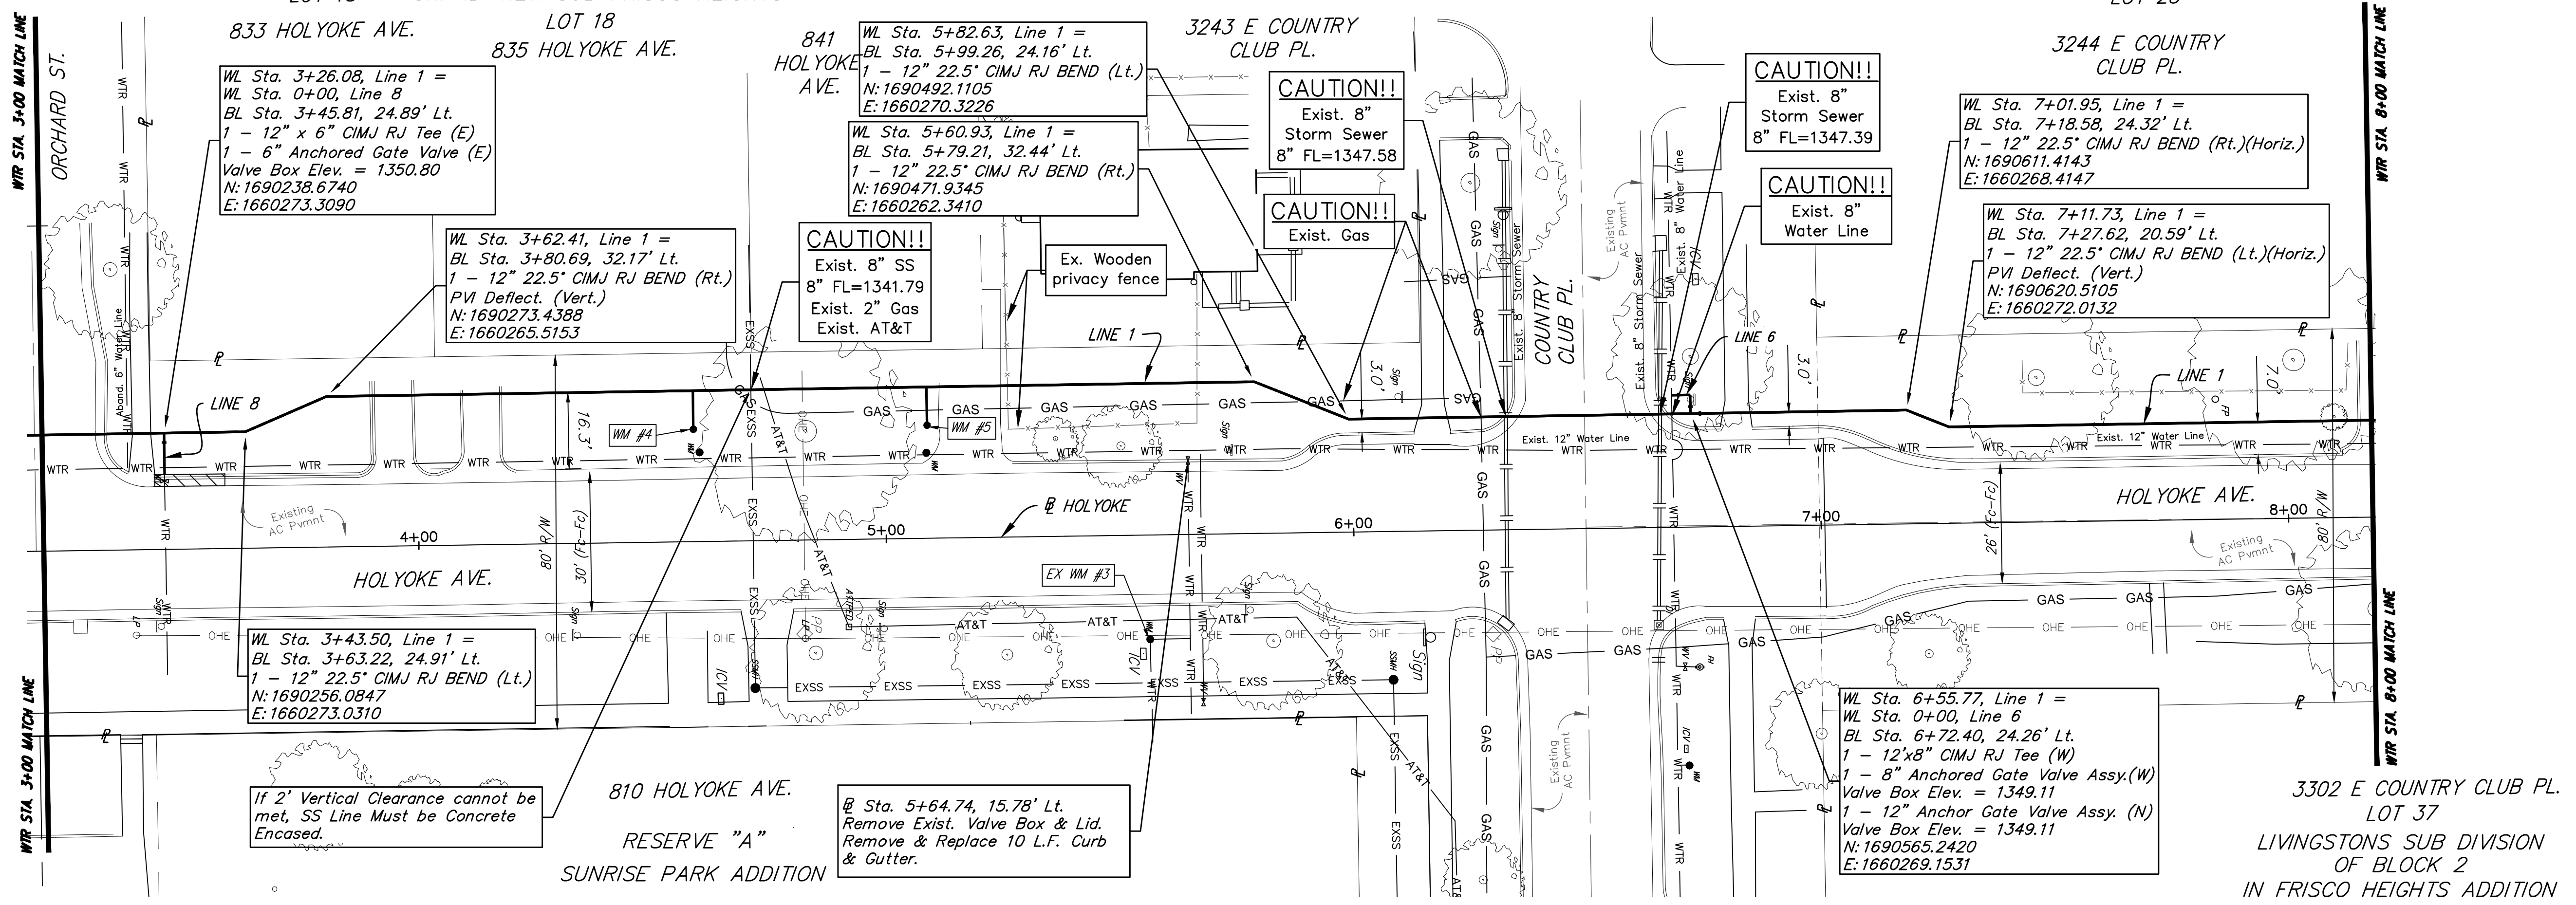 833 HOLYOKE AVE.
LOT 18
835 HOLYOKE AVE.
841
HOLYOKE
AVE.
3243 E COUNTRY
CLUB PL.
3244 E COUNTRY
CLUB PL.
WTR STA. 3+00 MATCH LINE
WTR STA. 8+00 MATCH LINE
ORCHARD ST.
WL Sta. 3+26.08, Line 1 =
WL Sta. 0+00, Line 8
BL Sta. 3+45.81, 24.89' Lt.
1 - 12" x 6" CIMJ RJ Tee (E)
1 - 6" Anchored Gate Valve (E)
Valve Box Elev. = 1350.80
N: 1690238.6740
E: 1660273.3090
WL Sta. 3+62.41, Line 1 =
BL Sta. 3+80.69, 32.17' Lt.
1 - 12" 22.5° CIMJ RJ BEND (Rt.)
PVI Deflect. (Vert.)
N: 1690273.4388
E: 1660265.5153
WL Sta. 5+82.63, Line 1 =
BL Sta. 5+99.26, 24.16' Lt.
1 - 12" 22.5° CIMJ RJ BEND (Lt.)
N: 1690492.1105
E: 1660270.3226
WL Sta. 5+60.93, Line 1 =
BL Sta. 5+79.21, 32.44' Lt.
1 - 12" 22.5° CIMJ RJ BEND (Rt.)
N: 1690471.9345
E: 1660262.3410
CAUTION!!
Exist. 8" SS
8" FL=1341.79
Exist. 2" Gas
Exist. AT&T
Ex. Wooden
privacy fence
CAUTION!!
Exist. 8"
Storm Sewer
8" FL=1347.58
CAUTION!!
Exist. Gas
CAUTION!!
Exist. 8"
Storm Sewer
8" FL=1347.39
CAUTION!!
Exist. 8"
Water Line
WL Sta. 7+01.95, Line 1 =
BL Sta. 7+18.58, 24.32' Lt.
1 - 12" 22.5° CIMJ RJ BEND (Rt.)(Horiz.)
N: 1690611.4143
E: 1660268.4147
WL Sta. 7+11.73, Line 1 =
BL Sta. 7+27.62, 20.59' Lt.
1 - 12" 22.5° CIMJ RJ BEND (Lt.)(Horiz.)
PVI Deflect. (Vert.)
N: 1690620.5105
E: 1660272.0132
Aband. 6" Water Line
LINE 8
LINE 1
LINE 6
LINE 1
COUNTRY
CLUB PL.
Exist. 8" Storm Sewer
Exist. 8" Storm Sewer
Exist. 8" Water Line
Existing
AC Pvmnt
16.3'
3.0'
3.0'
7.0'
WM #4
WM #5
Exist. 12" Water Line
Exist. 12" Water Line
Existing
AC Pvmnt
4+00
5+00
6+00
7+00
8+00
HOLYOKE
HOLYOKE AVE.
HOLYOKE AVE.
80' R/W
30' (Fc-Fc)
26' (Fc-Fc)
80' R/W
Existing
AC Pvmnt
EX WM #3
WL Sta. 3+43.50, Line 1 =
BL Sta. 3+63.22, 24.91' Lt.
1 - 12" 22.5° CIMJ RJ BEND (Lt.)
N: 1690256.0847
E: 1660273.0310
WL Sta. 6+55.77, Line 1 =
WL Sta. 0+00, Line 6
BL Sta. 6+72.40, 24.26' Lt.
1 - 12'x8" CIMJ RJ Tee (W)
1 - 8" Anchored Gate Valve Assy.(W)
Valve Box Elev. = 1349.11
1 - 12" Anchor Gate Valve Assy. (N)
Valve Box Elev. = 1349.11
N: 1690565.2420
E: 1660269.1531
If 2' Vertical Clearance cannot be
met, SS Line Must be Concrete
Encased.
810 HOLYOKE AVE.
RESERVE "A"
SUNRISE PARK ADDITION
Sta. 5+64.74, 15.78' Lt.
Remove Exist. Valve Box & Lid.
Remove & Replace 10 L.F. Curb
& Gutter.
Existing
AC Pvmnt
WTR STA. 3+00 MATCH LINE
WTR STA. 8+00 MATCH LINE
3302 E COUNTRY CLUB PL.
LOT 37
LIVINGSTONS SUB DIVISION
OF BLOCK 2
IN FRISCO HEIGHTS ADDITION